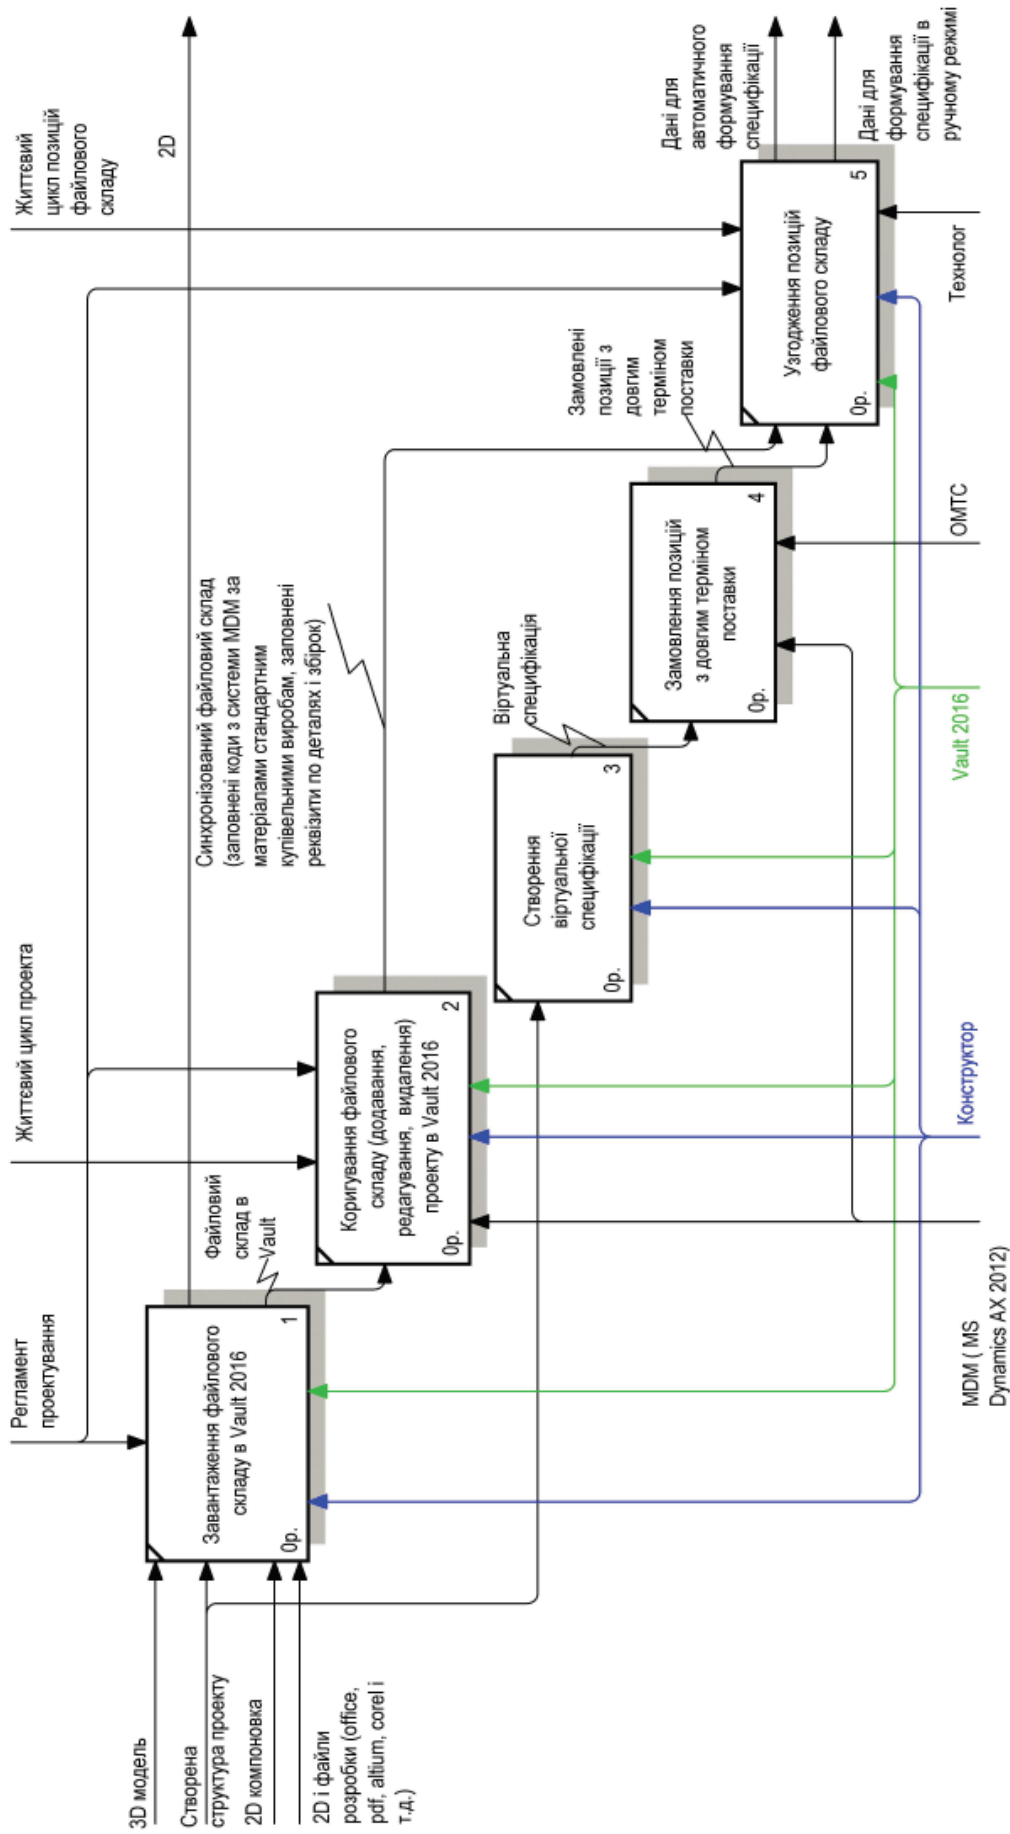 Регламент
проектування
Життєвий цикл проекта
Життєвий
цикл позицій
файлового
складу
2D
3D модель
Створена
структура проекту
2D компоновка
2D і файли
розробки (office,
pdf, altium, corel і
т.д.)
Завантаження файлового
складу в Vault 2016
0р.
1
Файловий
склад в
Vault
Коригування файлового
складу (додавання,
редагування, видалення)
проекту в Vault 2016
0р.
2
Синхронізований файловий склад
(заповнені коди з системи MDM за
матеріалами стандартним
купівельними виробам, заповнені
реквізити по деталях і збірок)
Створення
віртуальної
специфікації
0р.
3
Віртуальна
специфікація
Замовлення позицій
з довгим терміном
поставки
0р.
4
Замовлені
позиції з
довгим
терміном
поставки
Узгодження позицій
файлового складу
0р.
5
Дані для
автоматичного
формування
специфікації
Дані для
формування
специфікації в
ручному режимі
MDM ( MS
Dynamics AX 2012)
Конструктор
Vault 2016
ОМТС
Технолог